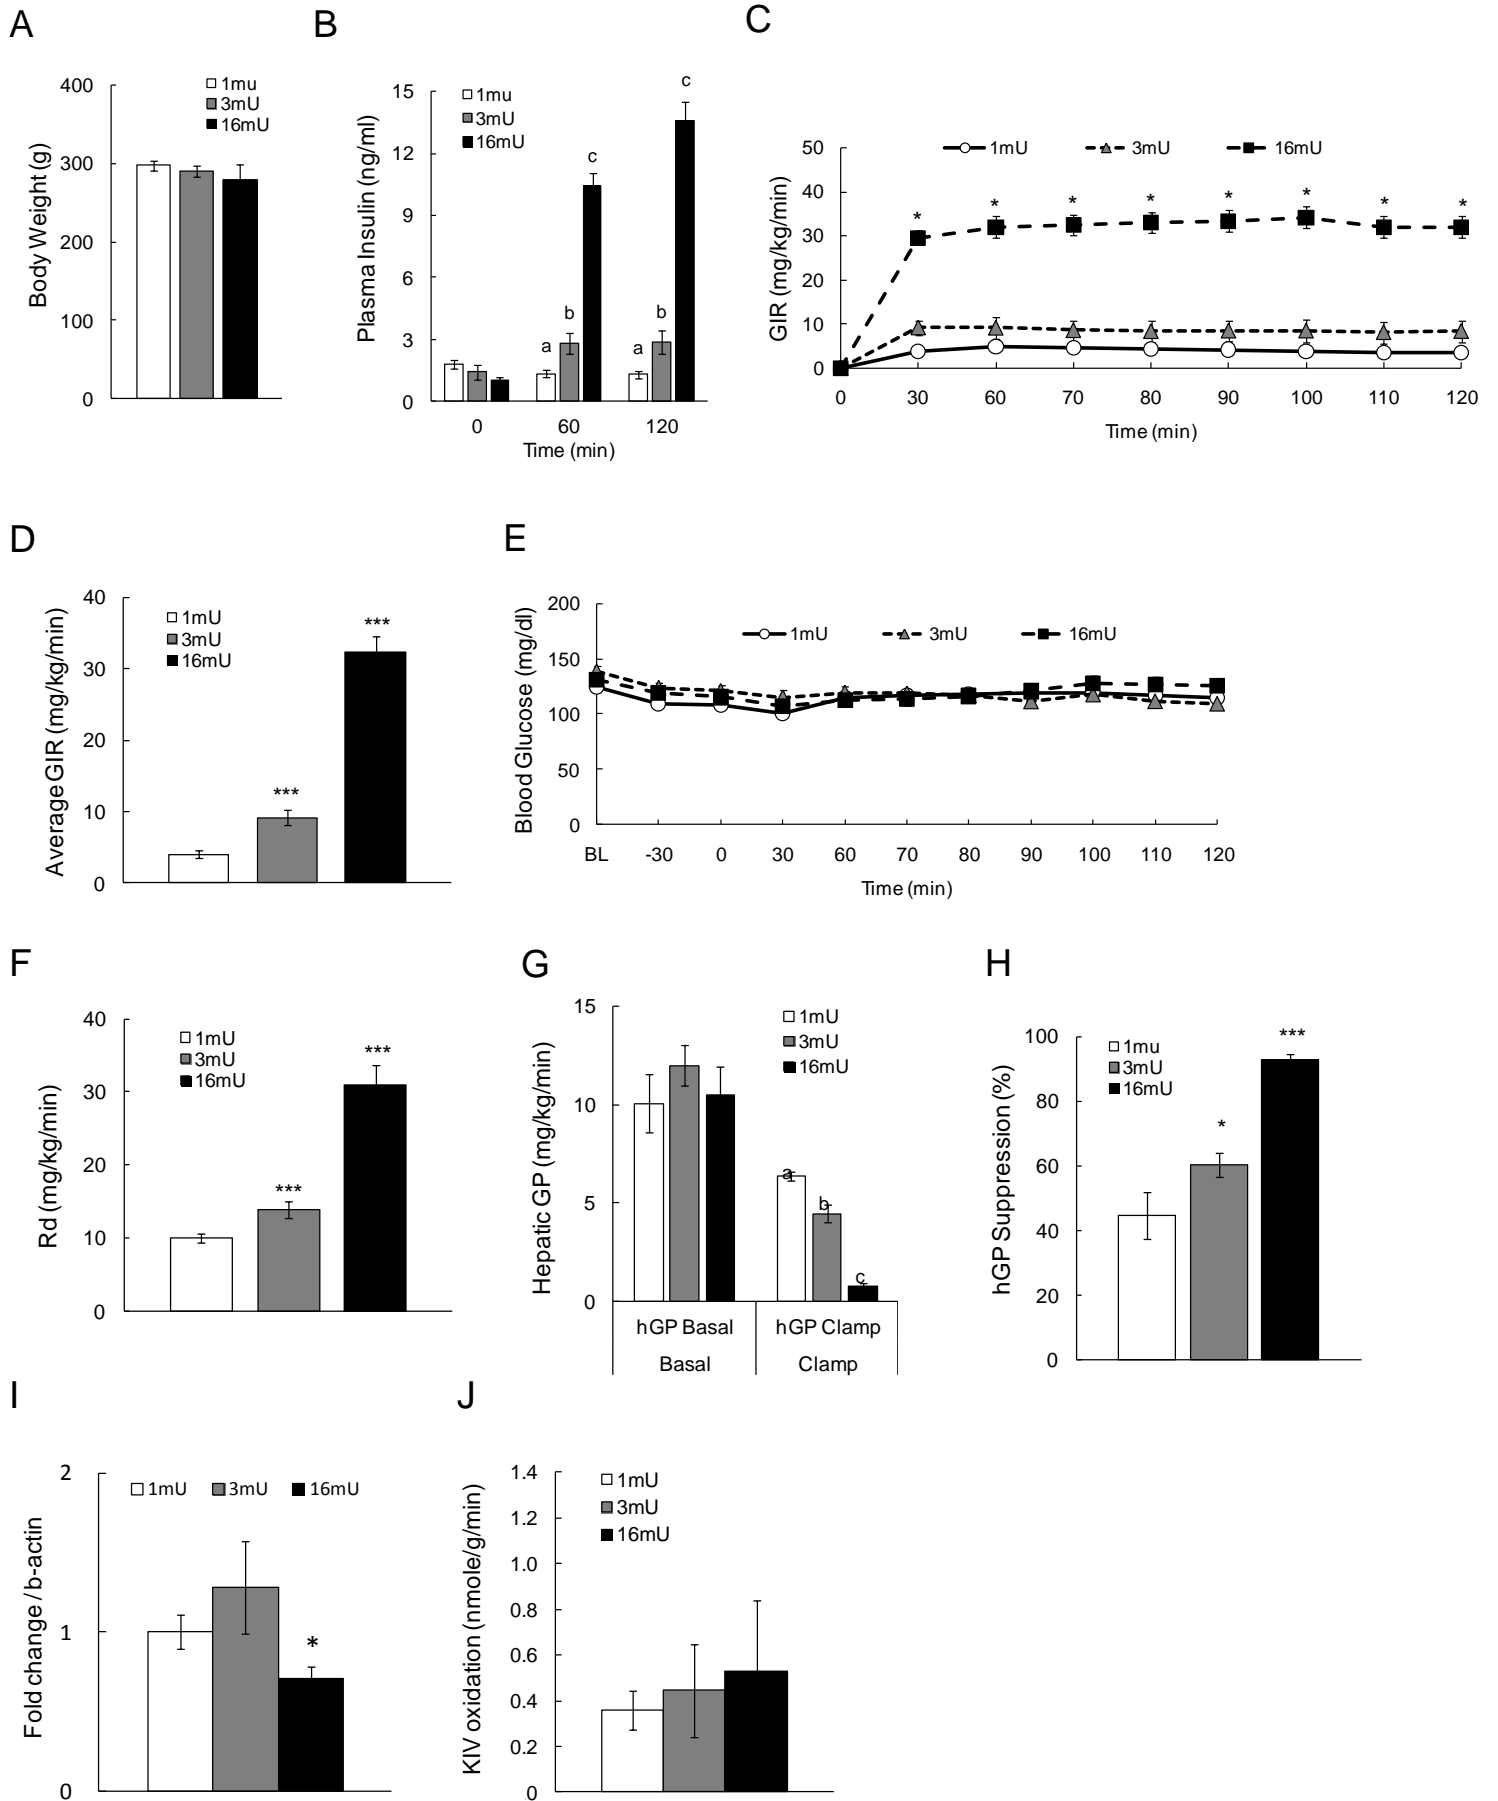 A
400
300
200
100
0
Body Weight (g)
1mu
3mU
16mU
B
15
12
9
6
3
0
Plasma Insulin (ng/ml)
1mu
3mU
16mU
a
b
c
a
b
c
0
60
120
Time (min)
C
50
40
30
20
10
0
GIR (mg/kg/min)
1mU
3mU
16mU
* * * * * * * *
0 30 60 70 80 90 100 110 120
Time (min)
D
40
30
20
10
0
Average GIR (mg/kg/min)
1mU
3mU
16mU
***
***
E
200
150
100
50
0
Blood Glucose (mg/dl)
1mU
3mU
16mU
BL -30 0 30 60 70 80 90 100 110 120
Time (min)
F
40
30
20
10
0
Rd (mg/kg/min)
1mU
3mU
16mU
***
***
G
15
10
5
0
Hepatic GP (mg/kg/min)
1mU
3mU
16mU
a
b
c
hGP Basal
hGP Clamp
Basal
Clamp
H
100
80
60
40
20
0
hGP Suppression (%)
1mu
3mU
16mU
*
***
I
2
1
0
Fold change / b-actin
1mU
3mU
16mU
*
J
1.4
1.2
1.0
0.8
0.6
0.4
0.2
.0
KIV oxidation (nmole/g/min)
1mU
3mU
16mU